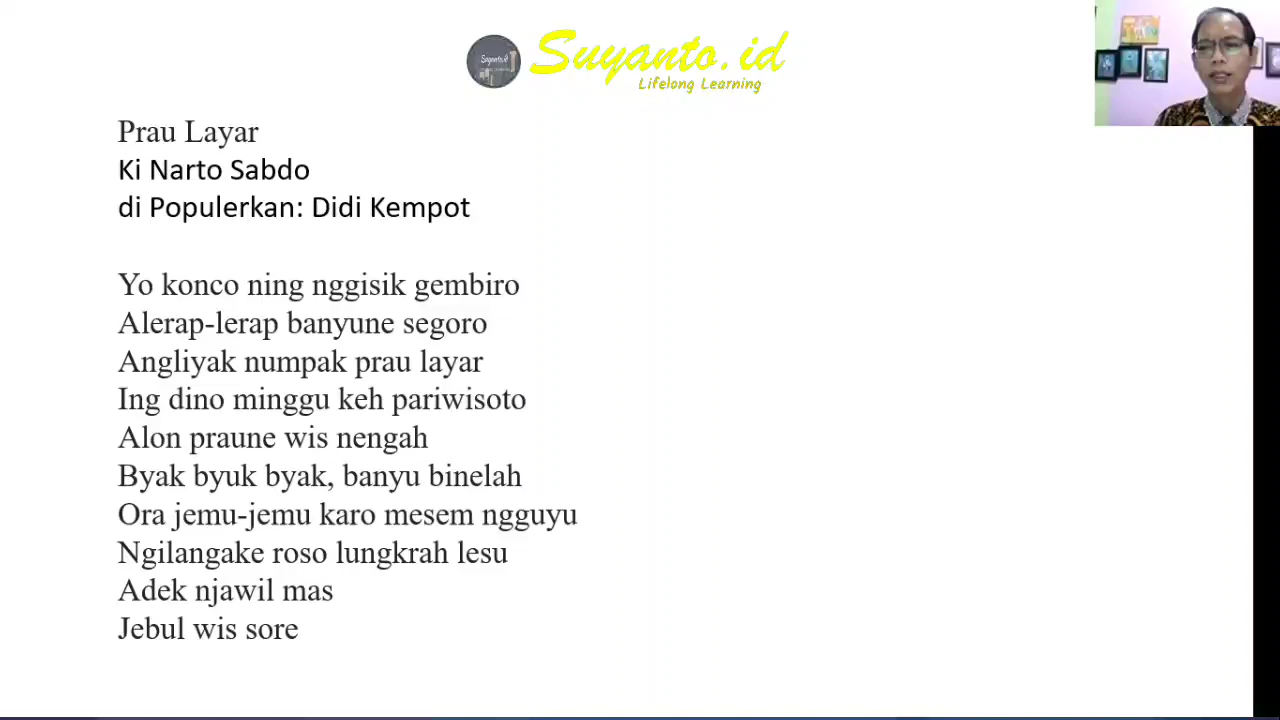 Suyanto.id
Lifelong Learning
Suyanto.id
Prau Layar
Ki Narto Sabdo
di Populerkan: Didi Kempot
Yo konco ning nggisik gembiro
Alerap-lerap banyune segoro
Angliyak numpak prau layar
Ing dino minggu keh pariwisoto
Alon praune wis nengah
Byak byuk byak, banyu binelah
Ora jemu-jemu karo mesem ngguyu
Ngilangake roso lungkrah lesu
Adek njawil mas
Jebul wis sore